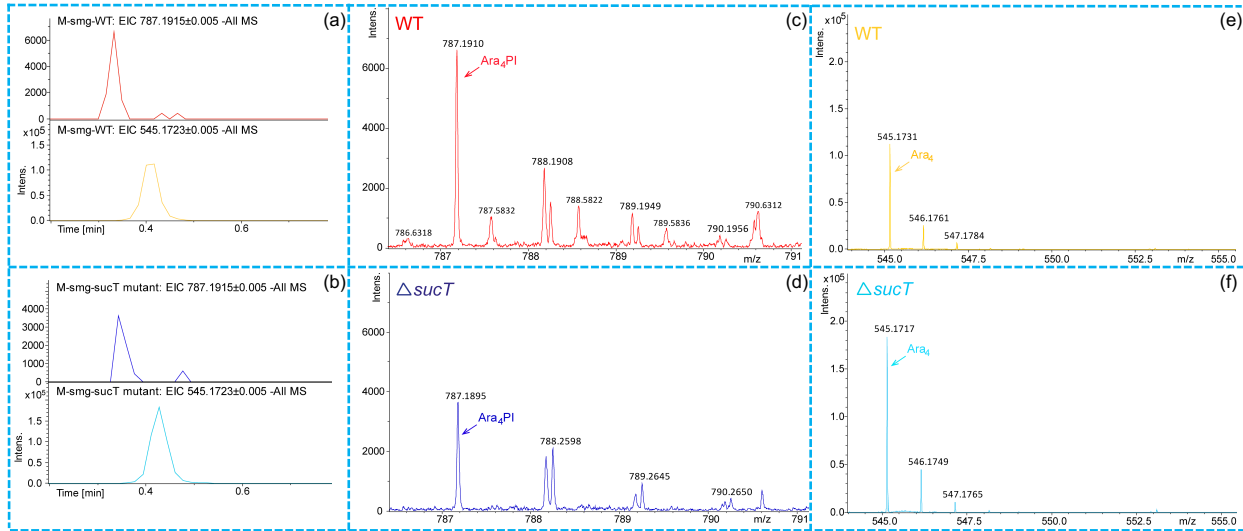 M-smg-WT: EIC 787.1915±0.005 -All MS
(a)
6000
4000
2000
0
M-smg-WT: EIC 545.1723±0.005 -All MS
x10⁵
Intens.
1.0
0.5
0.0
Time [min]
0.4
0.6
(b)
M-smg-sucT mutant: EIC 787.1915±0.005 -All MS
4000
3000
2000
1000
0
M-smg-sucT mutant: EIC 545.1723±0.005 -All MS
x10⁵
Intens.
1.5
1.0
0.5
0.0
Time [min]
0.4
0.6
Intens.
WT
(c)
787.1910
Ara₄PI
6000
4000
2000
0
786.6318
787.5832
788.1908
788.5822
789.1949
789.5836
790.1956
790.6312
787
788
789
790
m/z
791
Intens.
△sucT
(d)
6000
4000
2000
0
787.1895
Ara₄PI
788.2598
789.2645
790.2650
787
788
789
790
m/z
791
Intens.
x10⁵
WT
(e)
2.0
1.5
1.0
0.5
0.0
545.1731
Ara₄
546.1761
547.1784
545.0
547.5
550.0
552.5
m/z
555.0
Intens.
x10⁵
△sucT
(f)
2.0
1.5
1.0
0.5
0.0
545.1717
Ara₄
546.1749
547.1765
545.0
547.5
550.0
552.5
m/z
555.0